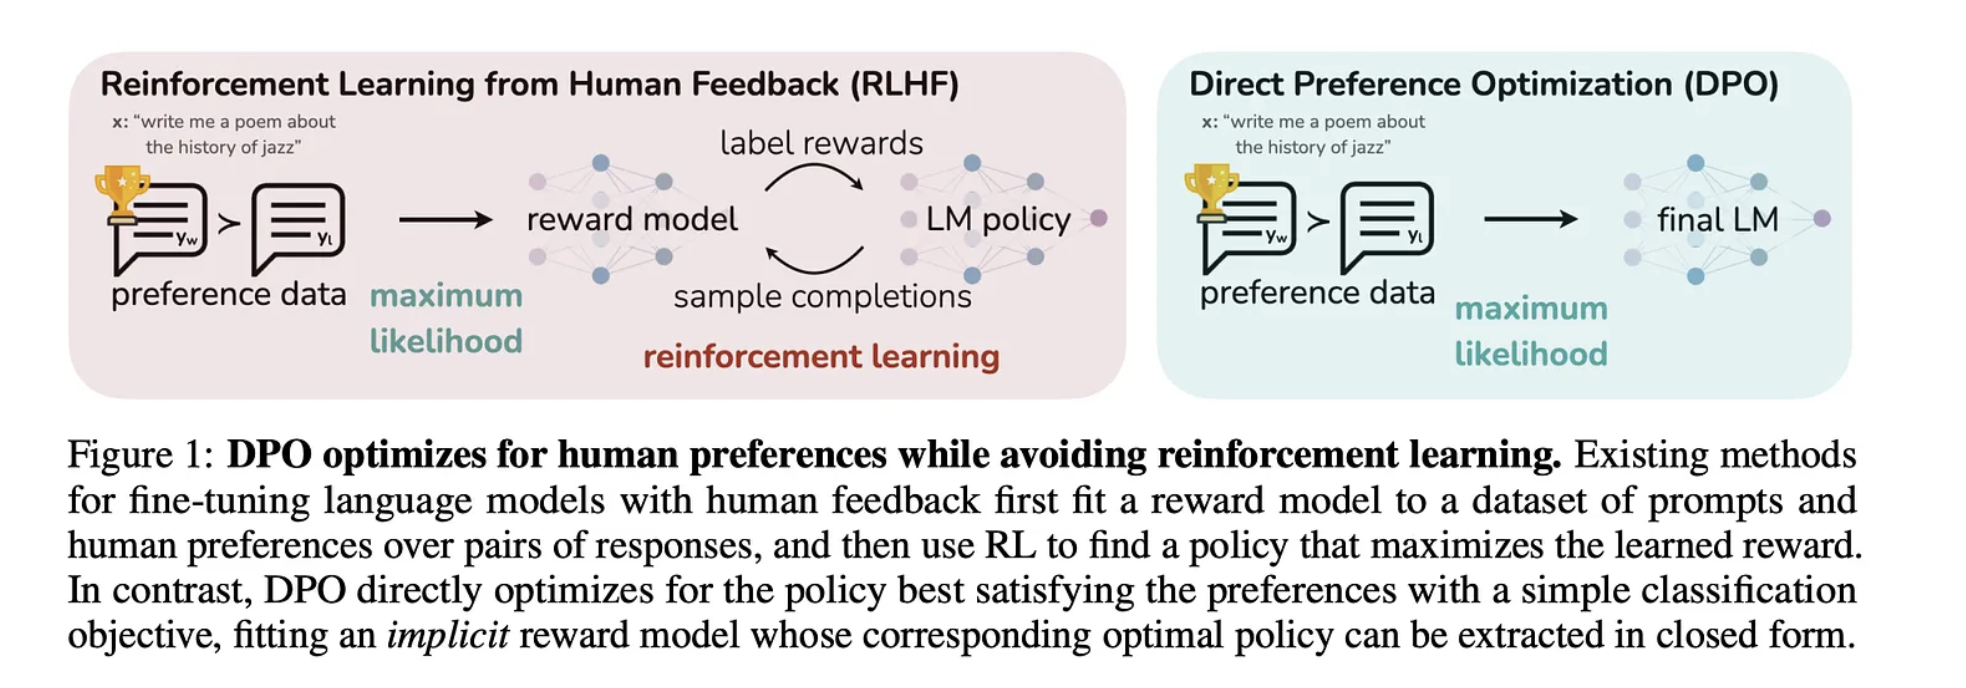 Reinforcement Learning from Human Feedback (RLHF)
x: “write me a poem about
the history of jazz”
label rewards
yw
>
yl
reward model
LM policy
preference data
maximum
likelihood
sample completions
reinforcement learning
Direct Preference Optimization (DPO)
x: “write me a poem about
the history of jazz”
yw
>
yl
final LM
preference data
maximum
likelihood
Figure 1: DPO optimizes for human preferences while avoiding reinforcement learning. Existing methods
for fine-tuning language models with human feedback first fit a reward model to a dataset of prompts and
human preferences over pairs of responses, and then use RL to find a policy that maximizes the learned reward.
In contrast, DPO directly optimizes for the policy best satisfying the preferences with a simple classification
objective, fitting an implicit reward model whose corresponding optimal policy can be extracted in closed form.